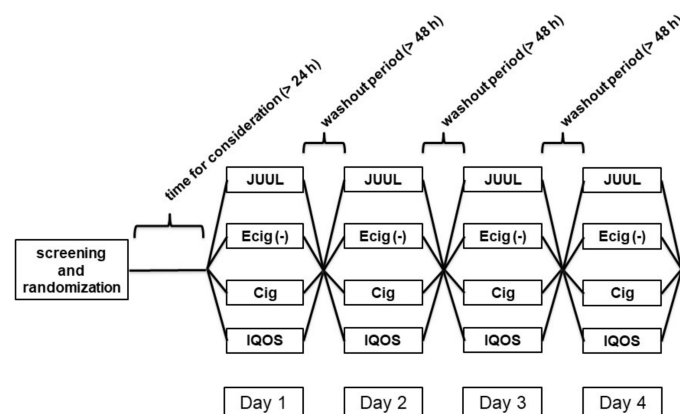 time for consideration (> 24 h)
washout period (> 48 h)
washout period (> 48 h)
washout period (> 48 h)
screening
and
randomization
JUUL
JUUL
JUUL
JUUL
Ecig (-)
Ecig (-)
Ecig (-)
Ecig (-)
Cig
Cig
Cig
Cig
IQOS
IQOS
IQOS
IQOS
Day 1
Day 2
Day 3
Day 4